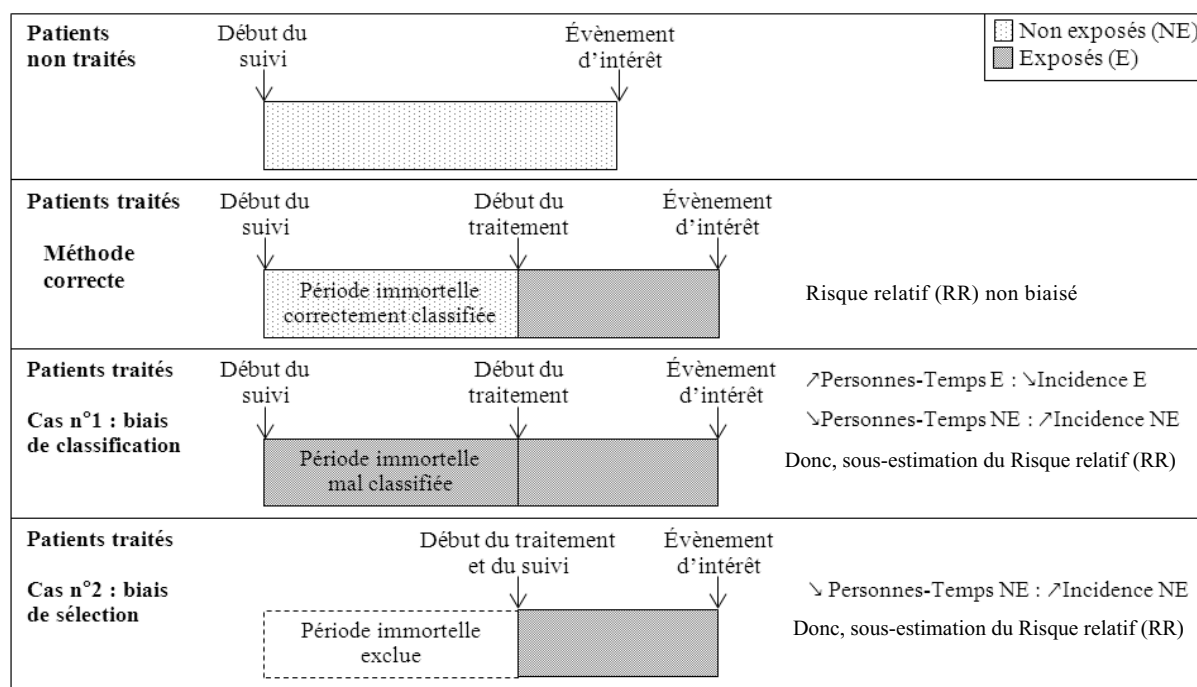 Patients
non traités
Début du
suivi
Évènement
d'intérêt
Non exposés (NE)
Exposés (E)
Patients traités
Méthode
correcte
Début du
suivi
Début du
traitement
Évènement
d'intérêt
Période immortelle
correctement classifiée
Risque relatif (RR) non biaisé
Patients traités
Cas n°1 : biais
de classification
Début du
suivi
Début du
traitement
Évènement
d'intérêt
Période immortelle
mal classifiée
↗Personnes-Temps E : ↘Incidence E
↘Personnes-Temps NE : ↗Incidence NE
Donc, sous-estimation du Risque relatif (RR)
Patients traités
Cas n°2 : biais
de sélection
Début du traitement
et du suivi
Évènement
d'intérêt
Période immortelle
exclue
↘ Personnes-Temps NE : ↗Incidence NE
Donc, sous-estimation du Risque relatif (RR)